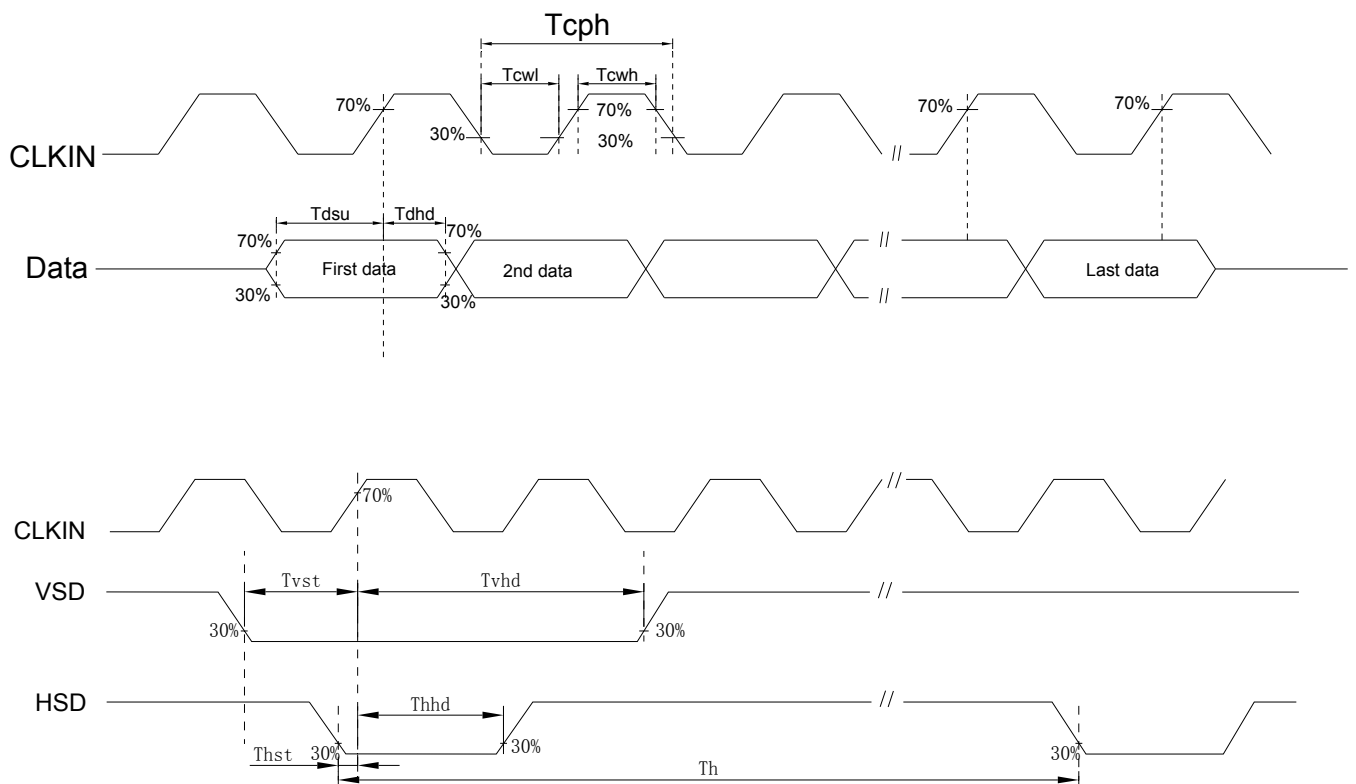 Tcph
Tcwl Tcwh
70% 70% 70% 70%
30% 30%
CLKIN
Tdsu Tdhd
70% 70%
Data First data 2nd data // Last data
30% 30%
//
//
70%
CLKIN
//
VSD Tvst Tvhd //
30% 30%
HSD Thhd //
Thst 30% 30% 30%
Th